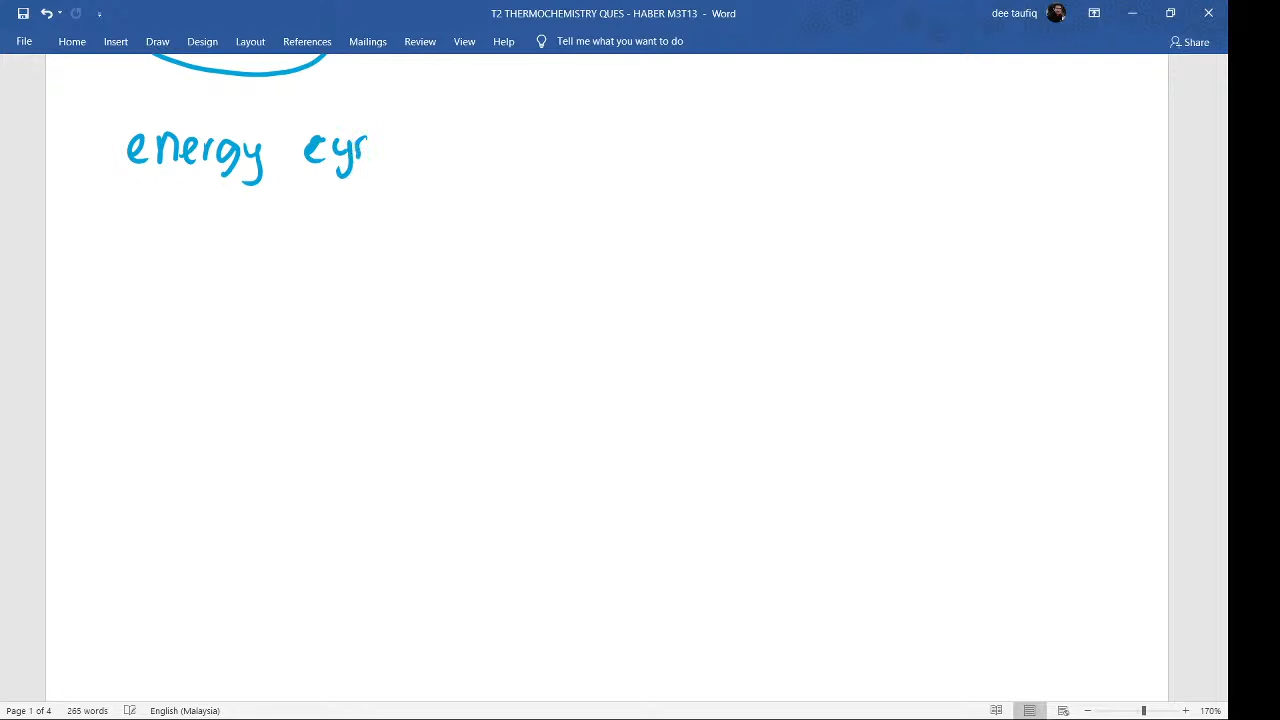 T2 THERMOCHEMISTRY QUES - HABER M3T13 - Word
dee taufiq
File Home Insert Draw Design Layout References Mailings Review View Help Tell me what you want to do Share
energy cyr
Page 1 of 4 265 words English (Malaysia) 170%